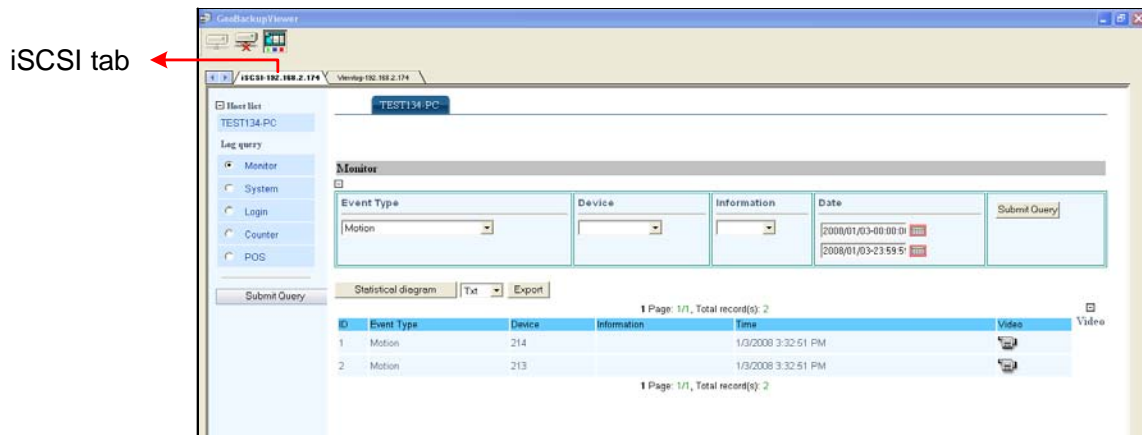 GeoBackupViewer
iSCSI tab
iSCSI-192.168.2.174
Viewlog-192.168.2.174
Host list
TEST134-PC
TEST134-PC
Log query
Monitor
System
Login
Counter
POS
Submit Query
Monitor
Event Type Device Information Date
Motion
2008/01/03-00:00:0
2008/01/03-23:59:5
Submit Query
Statistical diagram Txt Export
1 Page: 1/1, Total record(s): 2
ID Event Type Device Information Time Video
Video
1 Motion 214 1/3/2008 3:32:51 PM
2 Motion 213 1/3/2008 3:32:51 PM
1 Page: 1/1, Total record(s): 2